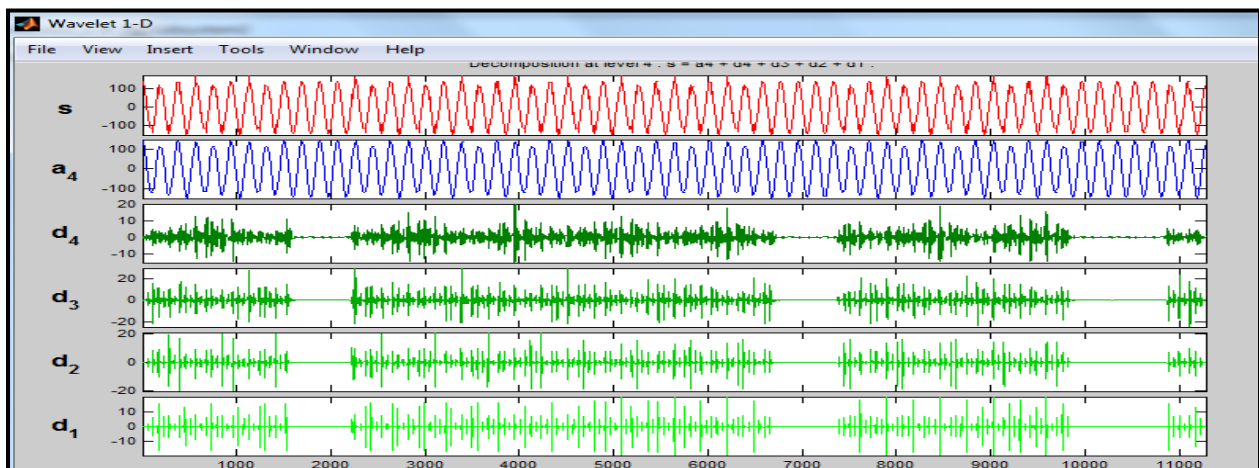 Wavelet 1-D
File View Insert Tools Window Help
Decomposition at level 4 : s = a4 + d4 + d3 + d2 + d1 .
s
100
0
-100
a4
100
0
-100
d4
20
10
0
-10
d3
20
0
-20
d2
20
0
-20
d1
10
0
-10
1000 2000 3000 4000 5000 6000 7000 8000 9000 10000 11000